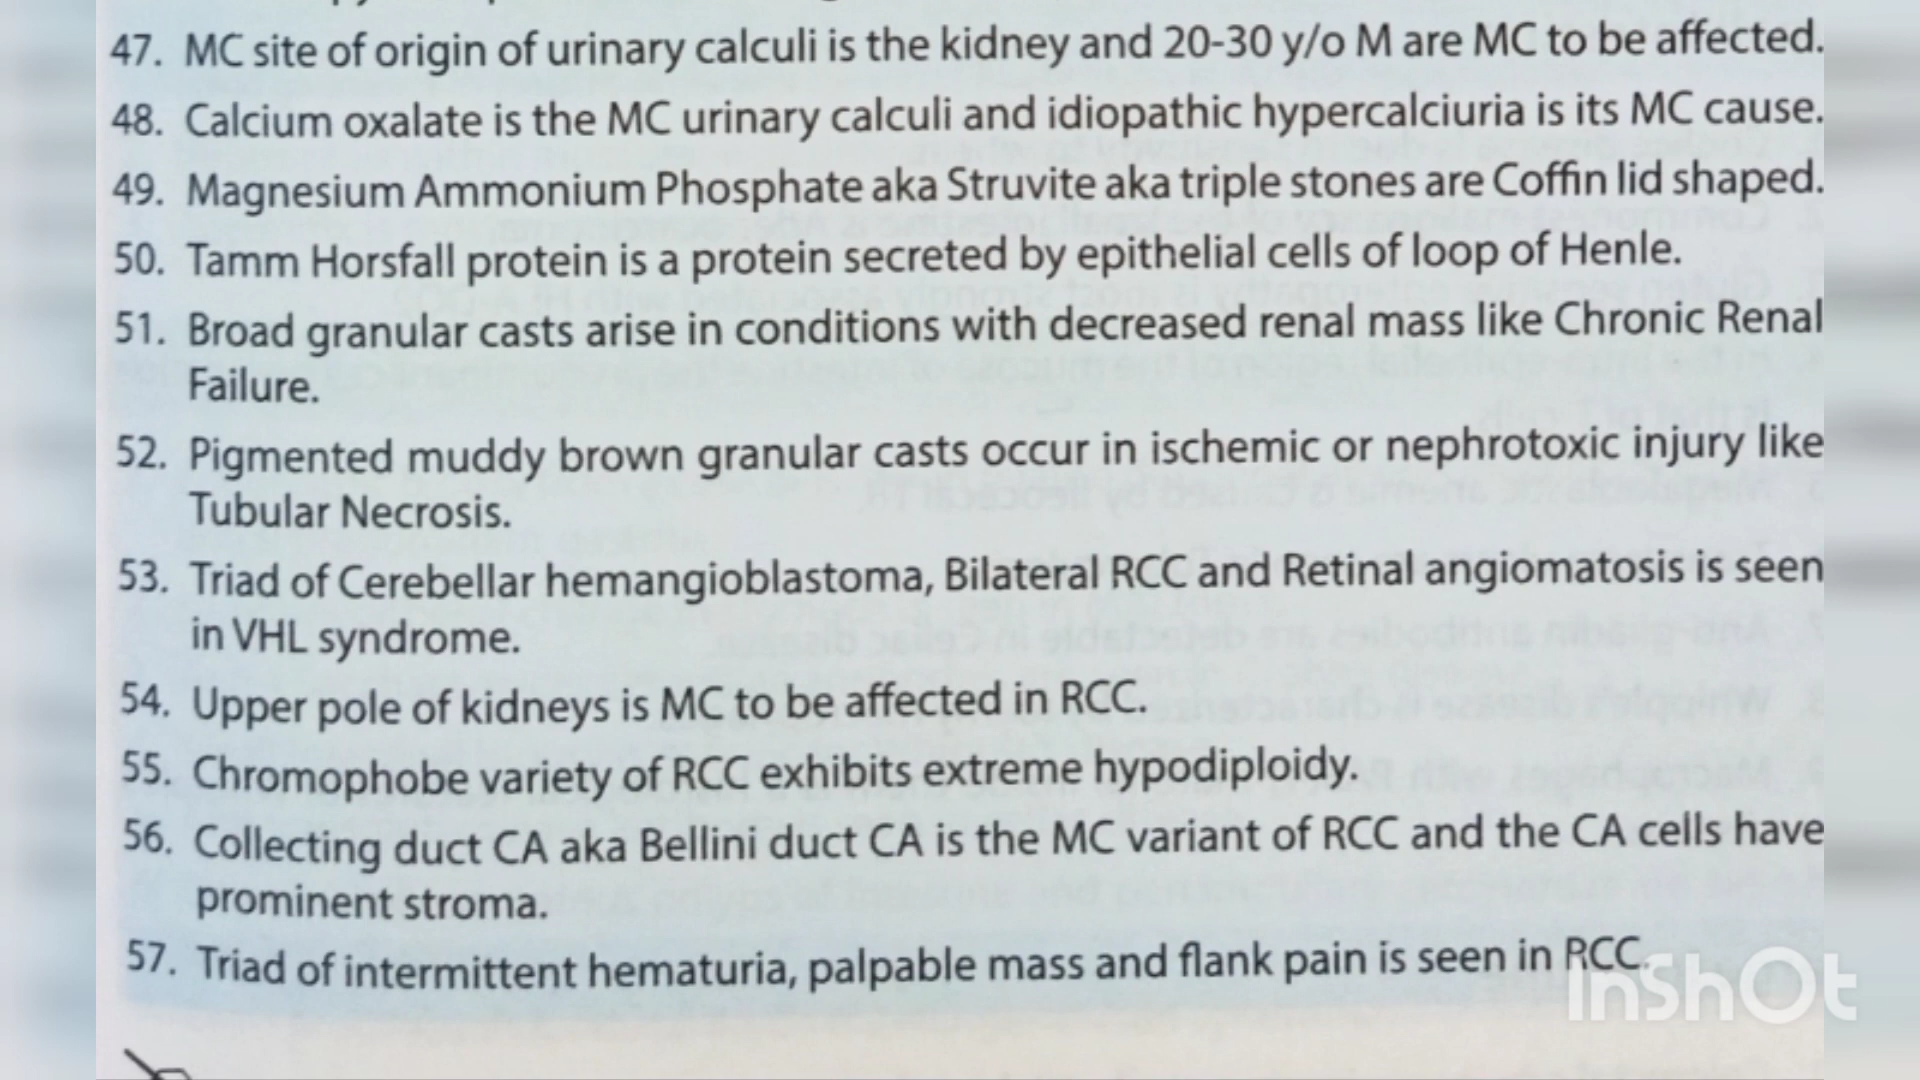 47. MC site of origin of urinary calculi is the kidney and 20-30 y/o M are MC to be affected.
48. Calcium oxalate is the MC urinary calculi and idiopathic hypercalciuria is its MC cause.
49. Magnesium Ammonium Phosphate aka Struvite aka triple stones are Coffin lid shaped.
50. Tamm Horsfall protein is a protein secreted by epithelial cells of loop of Henle.
51. Broad granular casts arise in conditions with decreased renal mass like Chronic Renal
Failure.
52. Pigmented muddy brown granular casts occur in ischemic or nephrotoxic injury like
Tubular Necrosis.
53. Triad of Cerebellar hemangioblastoma, Bilateral RCC and Retinal angiomatosis is seen
in VHL syndrome.
54. Upper pole of kidneys is MC to be affected in RCC.
55. Chromophobe variety of RCC exhibits extreme hypodiploidy.
56. Collecting duct CA aka Bellini duct CA is the MC variant of RCC and the CA cells have
prominent stroma.
57. Triad of intermittent hematuria, palpable mass and flank pain is seen in RCC.
InShOt